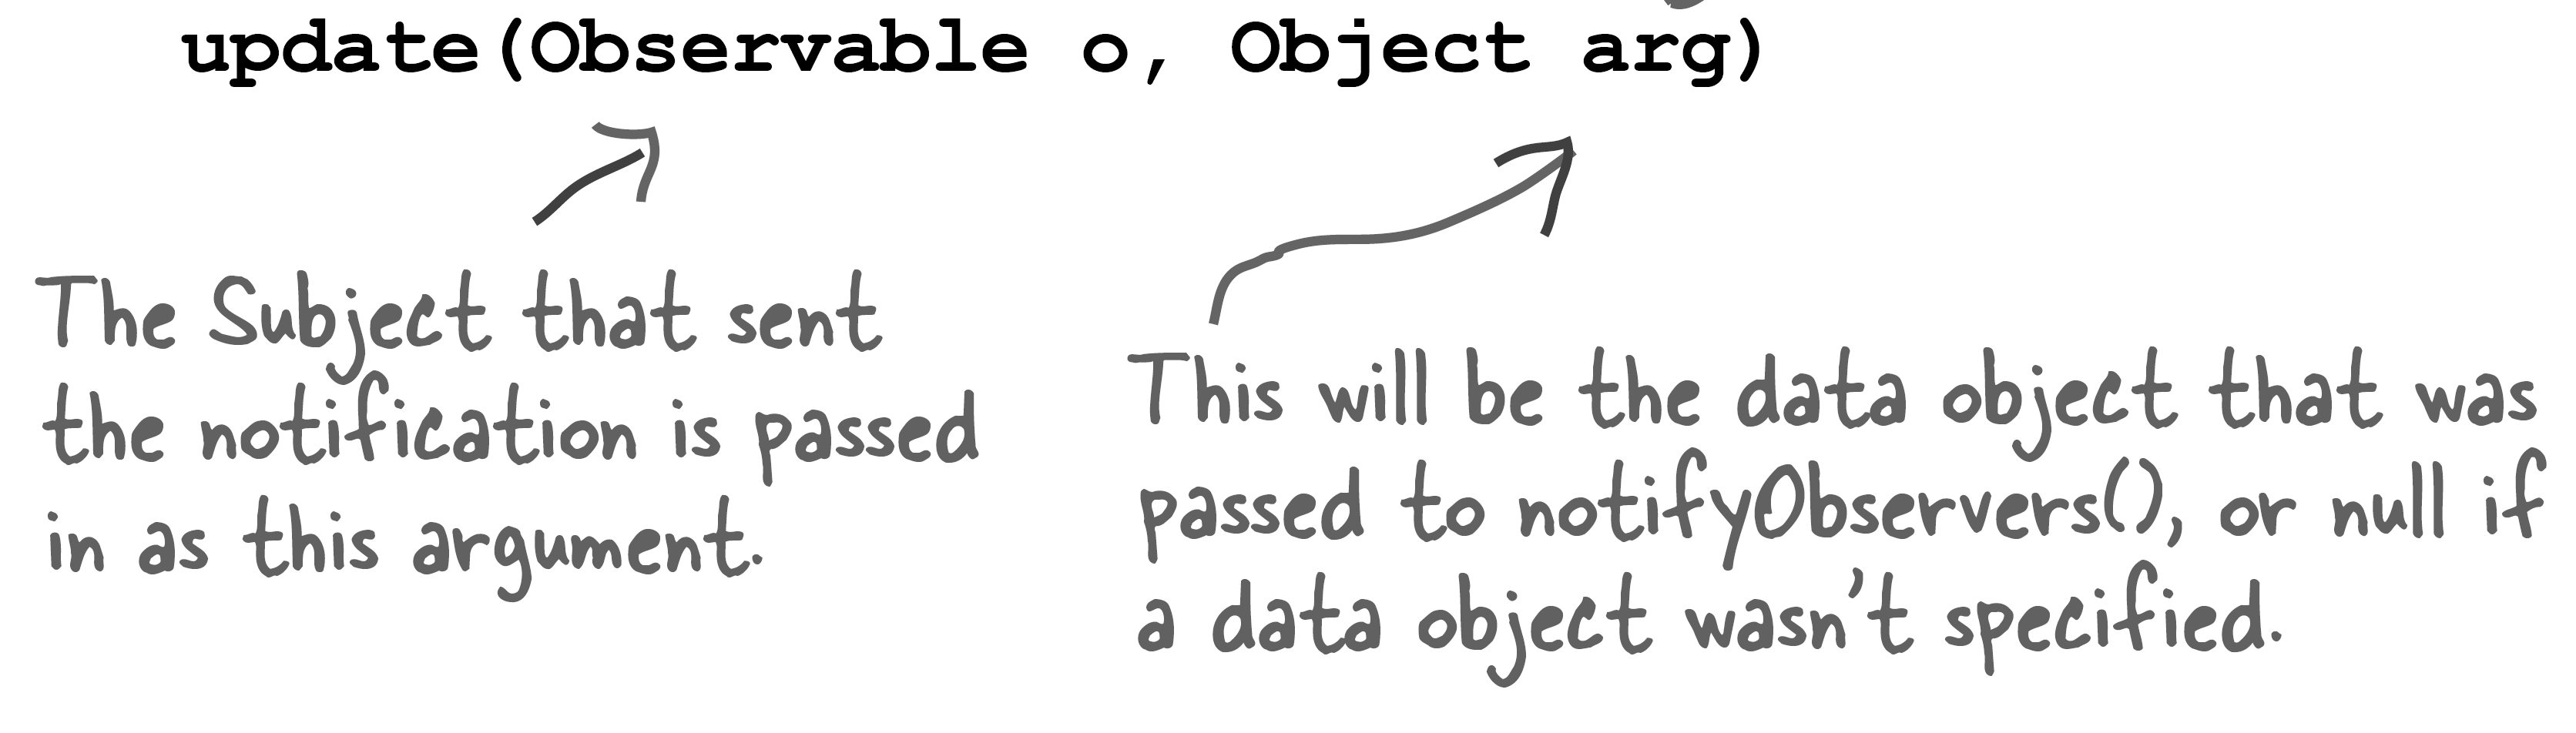 update(Observable o, Object arg)
The Subject that sent
the notification is passed
in as this argument.
This will be the data object that was
passed to notifyObservers(), or null if
a data object wasn't specified.